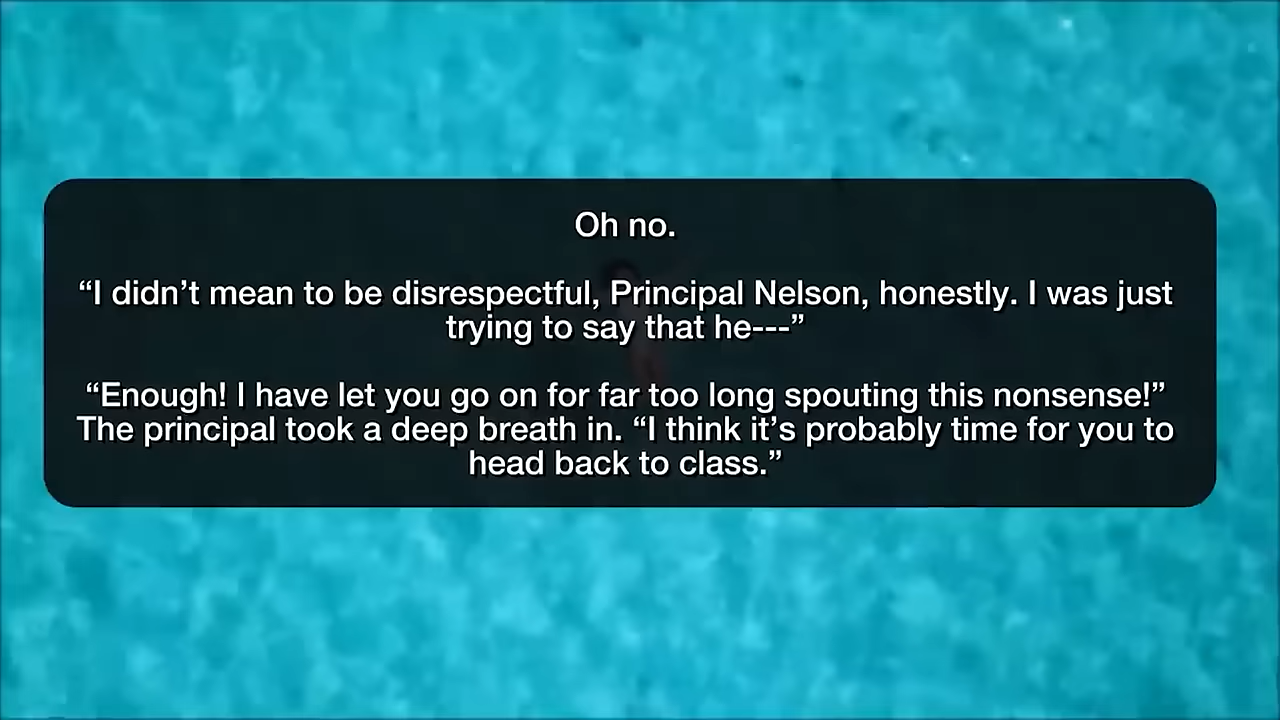 Oh no.
“I didn’t mean to be disrespectful, Principal Nelson, honestly. I was just
trying to say that he---”
“Enough! I have let you go on for far too long spouting this nonsense!”
The principal took a deep breath in. “I think it’s probably time for you to
head back to class.”